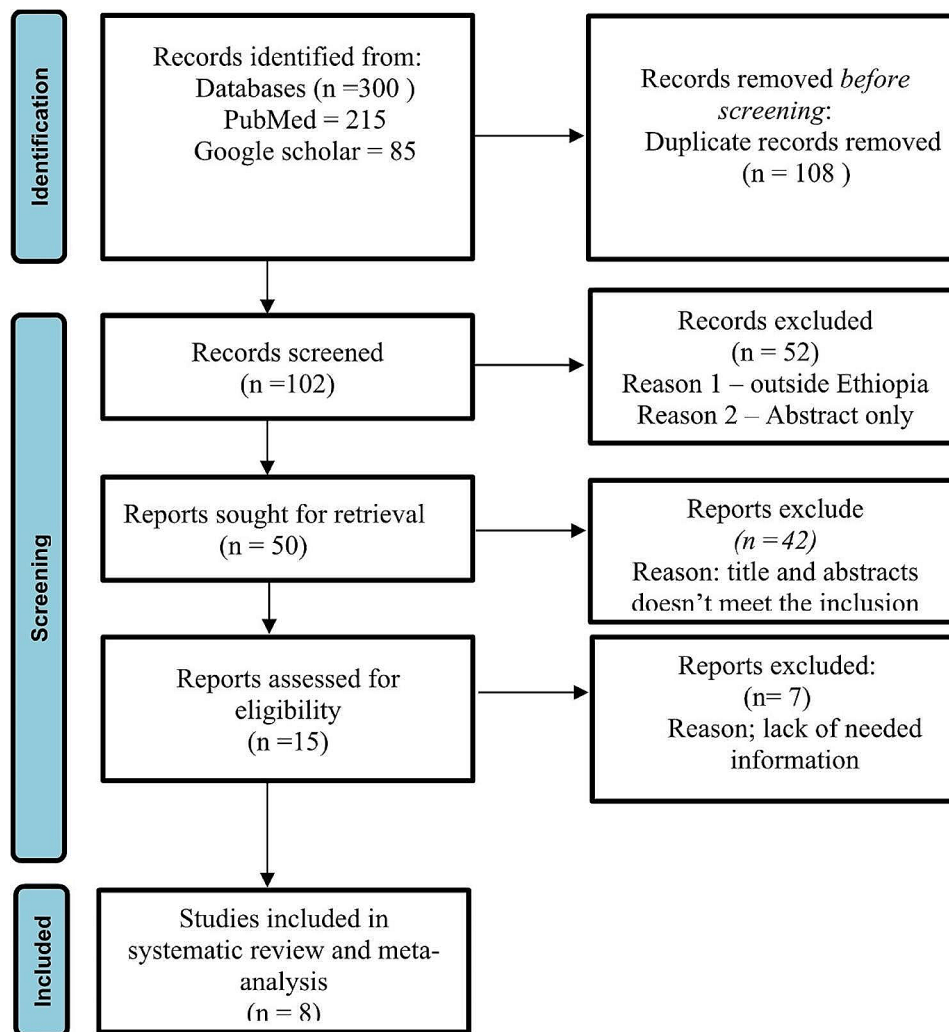 Identification
Records identified from:
Databases (n =300 )
PubMed = 215
Google scholar = 85
Records removed before
screening:
Duplicate records removed
(n = 108 )
Screening
Records screened
(n =102)
Records excluded
(n = 52)
Reason 1 – outside Ethiopia
Reason 2 – Abstract only
Reports sought for retrieval
(n = 50)
Reports exclude
(n =42)
Reason: title and abstracts
doesn't meet the inclusion
Reports assessed for
eligibility
(n =15)
Reports excluded:
(n= 7)
Reason; lack of needed
information
Included
Studies included in
systematic review and meta-
analysis
(n = 8)